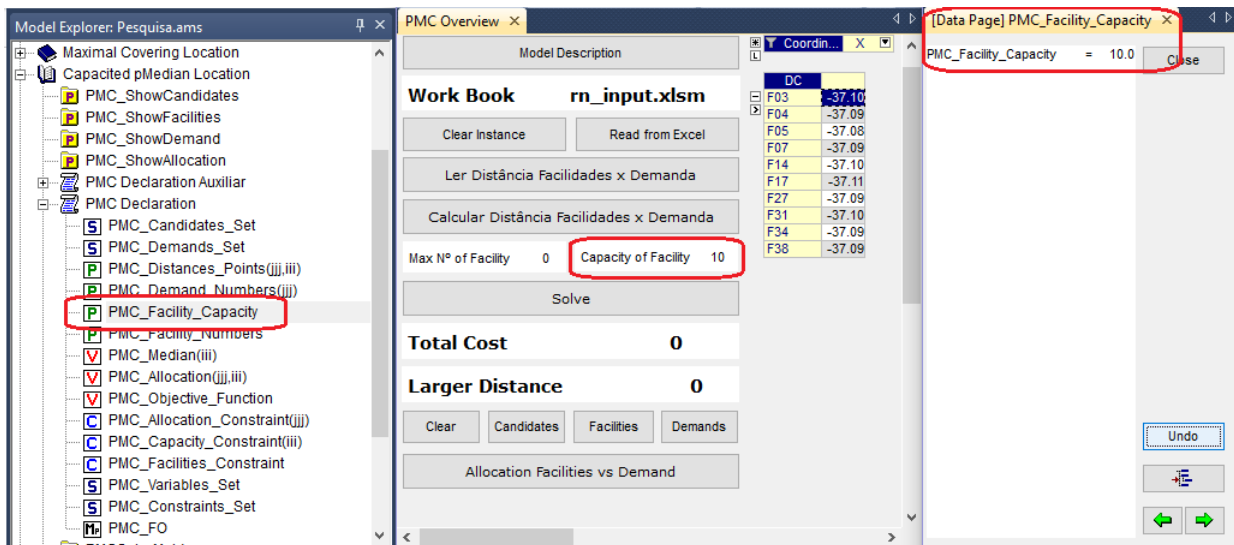 Model Explorer: Pesquisa.ams
Maximal Covering Location
Capacited pMedian Location
PMC_ShowCandidates
PMC_ShowFacilities
PMC_ShowDemand
PMC_ShowAllocation
PMC Declaration Auxiliar
PMC Declaration
PMC_Candidates_Set
PMC_Demands_Set
PMC_Distances_Points(jjj,iii)
PMC_Demand_Numbers(jjj)
PMC_Facility_Capacity
PMC_Facility_Numbers
PMC_Median(iii)
PMC_Allocation(jjj,iii)
PMC_Objective_Function
PMC_Allocation_Constraint(jjj)
PMC_Capacity_Constraint(iii)
PMC_Facilities_Constraint
PMC_Variables_Set
PMC_Constraints_Set
PMC_FO
PMC Overview
Model Description
Work Book rn_input.xlsm
Clear Instance Read from Excel
Ler Distância Facilidades x Demanda
Calcular Distância Facilidades x Demanda
Max Nº of Facility 0 Capacity of Facility 10
Solve
Total Cost 0
Larger Distance 0
Clear Candidates Facilities Demands
Allocation Facilities vs Demand
Coordin... X
L
DC
F03 -37.10
F04 -37.09
F05 -37.08
F07 -37.09
F14 -37.10
F17 -37.11
F27 -37.09
F31 -37.10
F34 -37.09
F38 -37.09
[Data Page] PMC_Facility_Capacity
PMC_Facility_Capacity = 10.0
Close
Undo